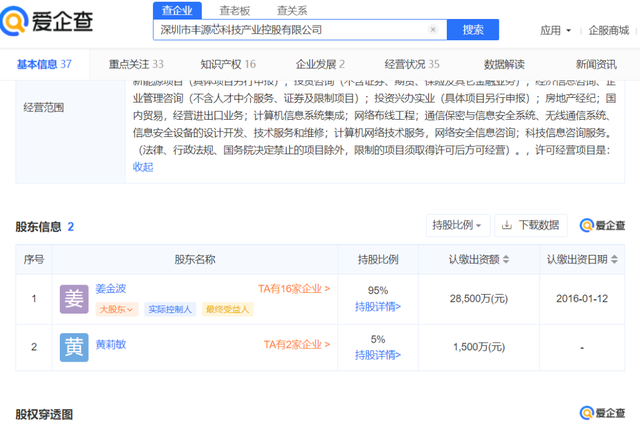 爱企查
查企业 查老板 查关系
深圳市丰源芯科技产业控股有限公司 × 搜索 应用 企服商城
基本信息 37 重点关注 33 知识产权 16 企业发展 2 经营状况 35 数据解读 新闻资讯
新能源项目（具体项目另行申报）；投资咨询（不含证券、期货、保险及其它金融业务）；经济信息咨询、企
经营范围
业管理咨询（不含人才中介服务、证券及限制项目）；投资兴办实业（具体项目另行申报）；房地产经纪；国
内贸易，经营进出口业务；计算机信息系统集成；网络布线工程；通信保密与信息安全系统、无线通信系统、
信息安全设备的设计开发、技术服务和维修；计算机网络技术服务，网络安全信息咨询；科技信息咨询服务。
（法律、行政法规、国务院决定禁止的项目除外，限制的项目须取得许可后方可经营）。，许可经营项目是：
收起
股东信息 2 持股比例 下载数据 爱企查
序号 股东名称 持股比例 认缴出资额 认缴出资日期
1 姜 姜金波 TA有16家企业 > 95% 28,500万(元) 2016-01-12
大股东 实际控制人 最终受益人 持股详情>
2 黄 黄莉敏 TA有2家企业 > 5% 1,500万(元) -
持股详情>
股权穿透图 爱企查